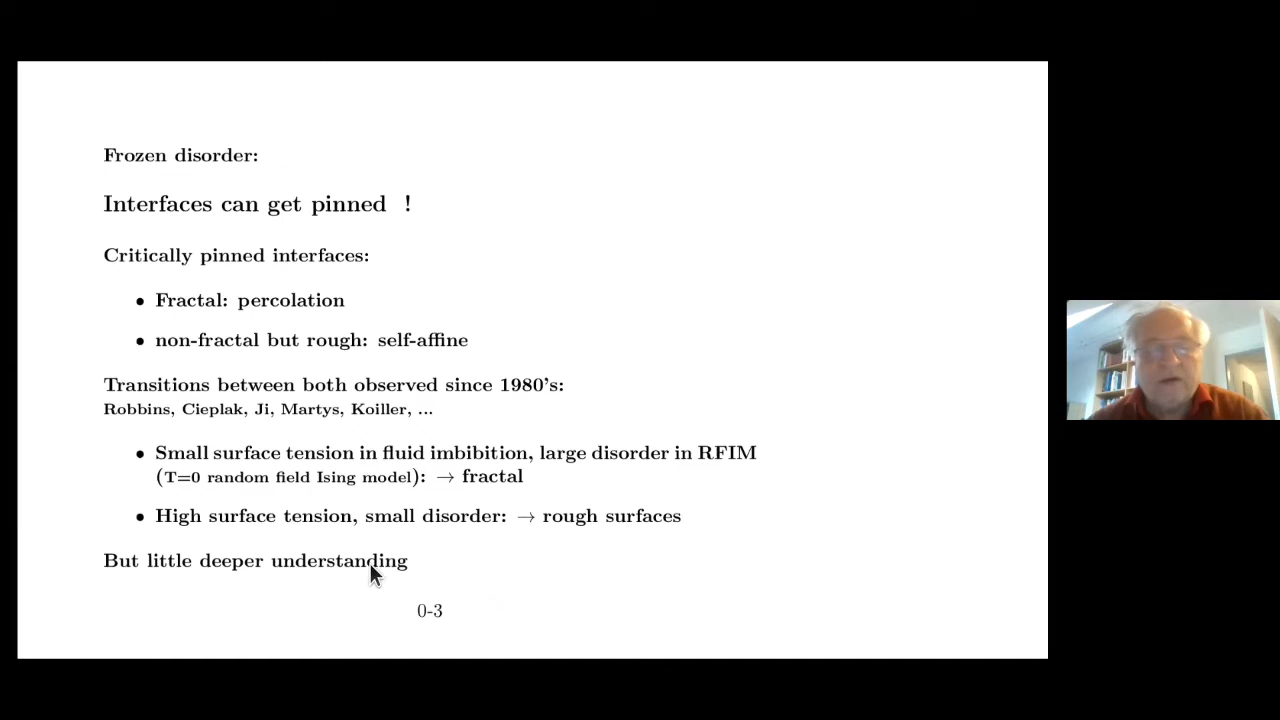 Frozen disorder:
Interfaces can get pinned !
Critically pinned interfaces:
• Fractal: percolation
• non-fractal but rough: self-affine
Transitions between both observed since 1980's:
Robbins, Cieplak, Ji, Martys, Koiller, ...
• Small surface tension in fluid imbibition, large disorder in RFIM
(T=0 random field Ising model): → fractal
• High surface tension, small disorder: → rough surfaces
But little deeper understanding
0-3